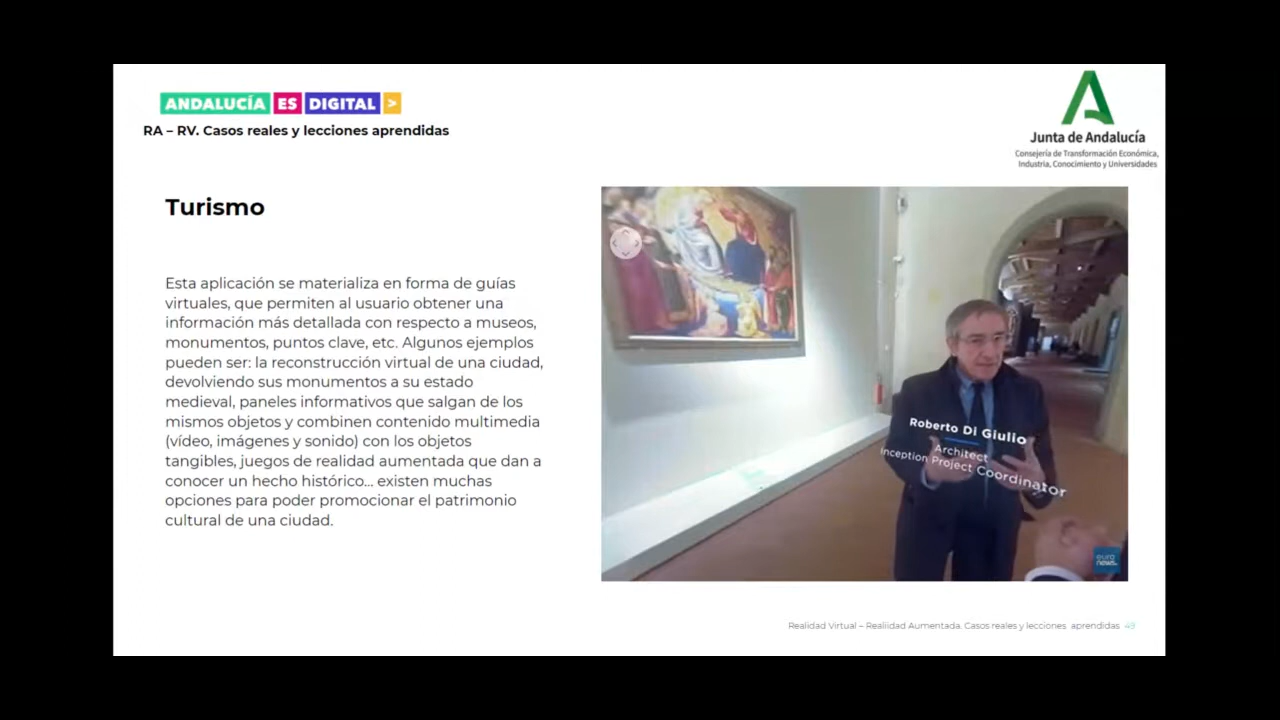 ANDALUCÍA ES DIGITAL >
RA – RV. Casos reales y lecciones aprendidas
Junta de Andalucía
Consejería de Transformación Económica,
Industria, Conocimiento y Universidades
Turismo
Esta aplicación se materializa en forma de guías
virtuales, que permiten al usuario obtener una
información más detallada con respecto a museos,
monumentos, puntos clave, etc. Algunos ejemplos
pueden ser: la reconstrucción virtual de una ciudad,
devolviendo sus monumentos a su estado
medieval, paneles informativos que salgan de los
mismos objetos y combinen contenido multimedia
(vídeo, imágenes y sonido) con los objetos
tangibles, juegos de realidad aumentada que dan a
conocer un hecho histórico... existen muchas
opciones para poder promocionar el patrimonio
cultural de una ciudad.
Roberto Di Giulio
Architect
Inception Project Coordinator
euro
news.
Realidad Virtual – Realiidad Aumentada. Casos reales y lecciones aprendidas 49